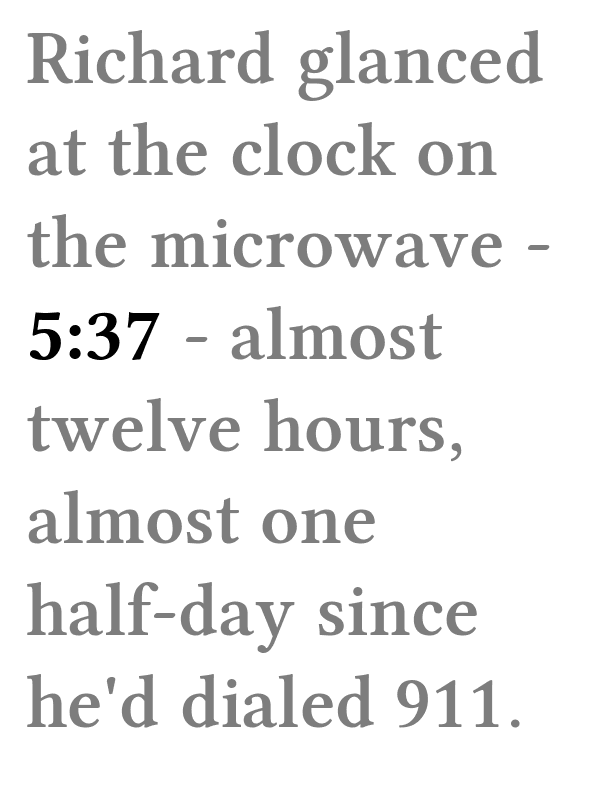 Richard glanced
at the clock on
the microwave -
5:37 - almost
twelve hours,
almost one
half-day since
he'd dialed 911.